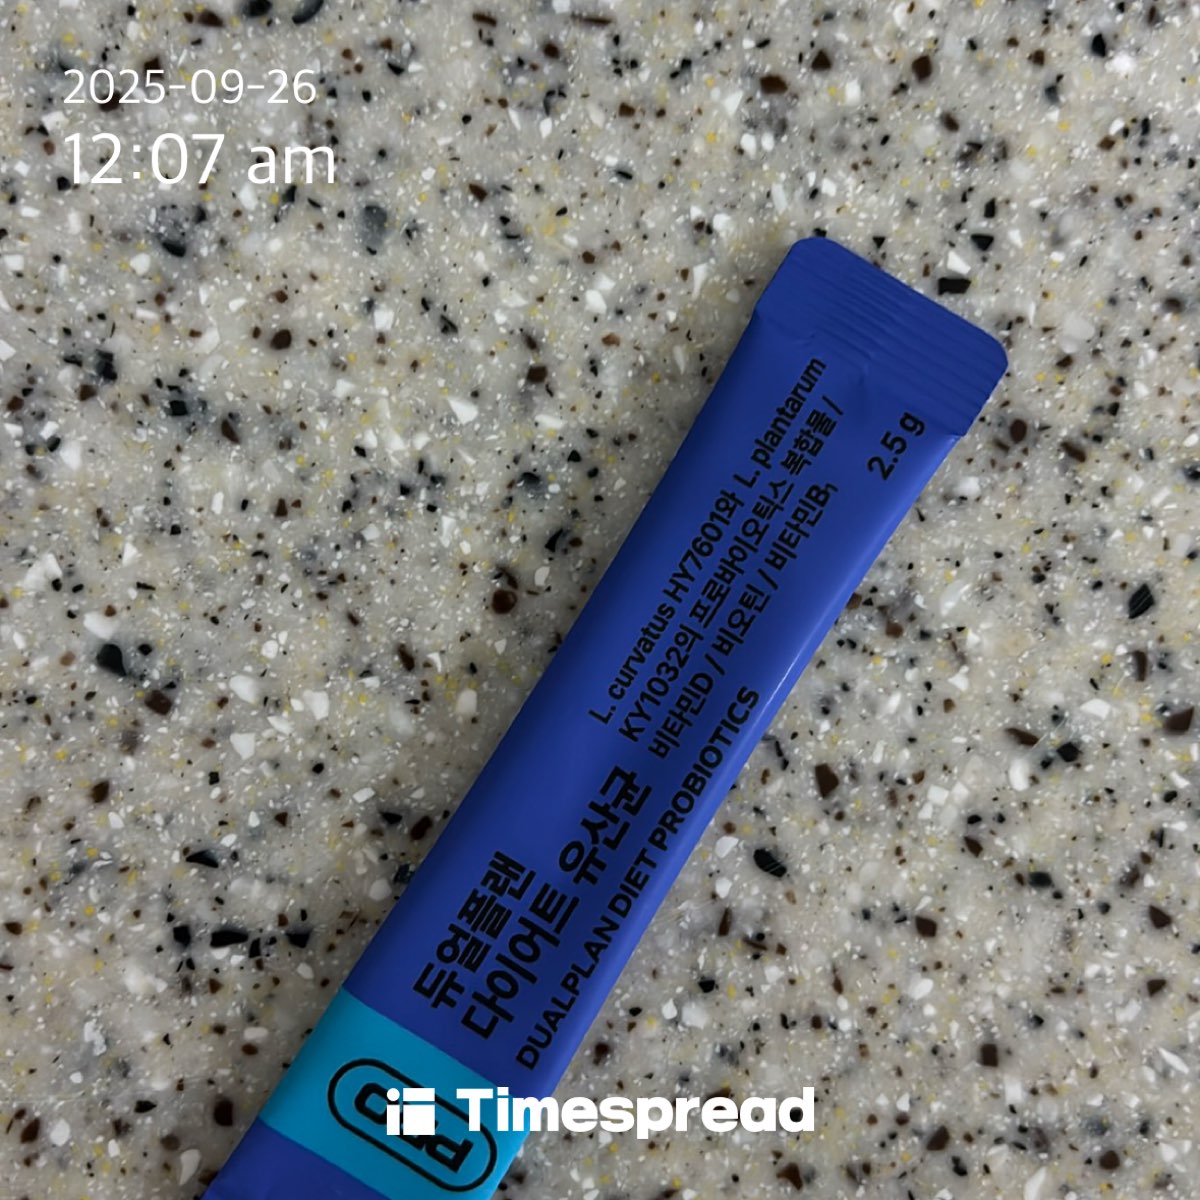 2025-09-26
12:07 am
L. curvatus HY7601와 L. plantarum
KY1032의 프로바이오틱스 복합물 /
비타민D / 비오틴 / 비타민B₁
2.5 g
듀얼플랜
다이어트 유산균
DUALPLAN DIET PROBIOTICS
Timespread